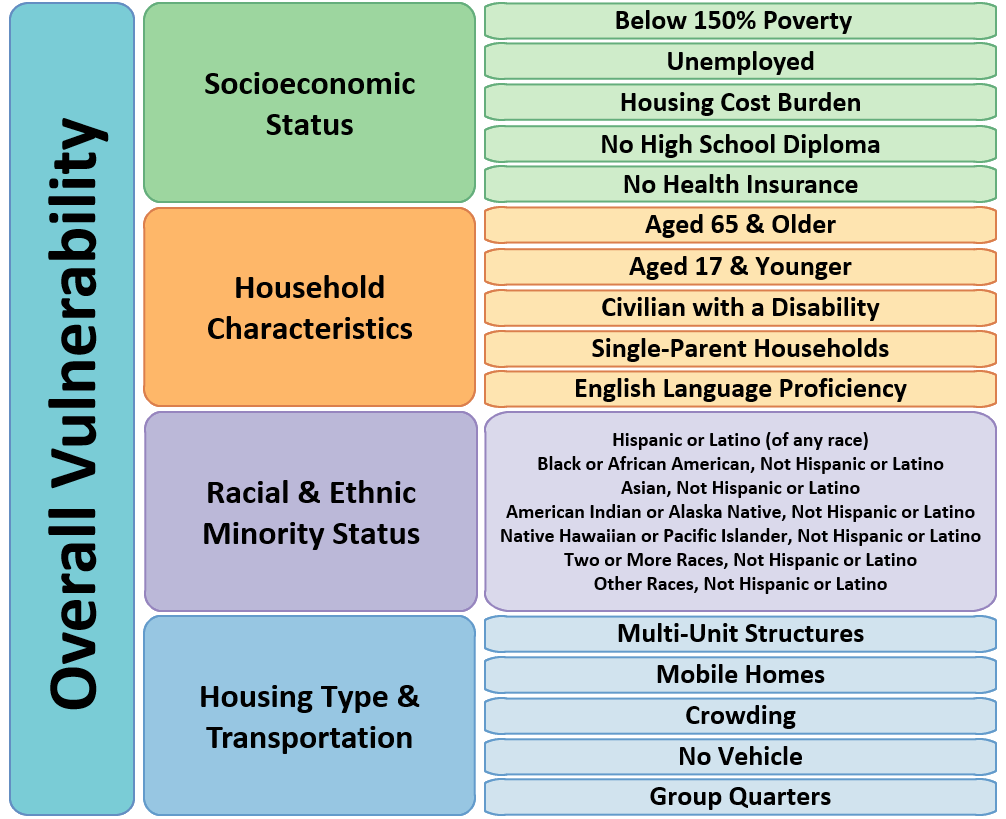 Overall Vulnerability
Socioeconomic
Status
Below 150% Poverty
Unemployed
Housing Cost Burden
No High School Diploma
No Health Insurance
Household
Characteristics
Aged 65 & Older
Aged 17 & Younger
Civilian with a Disability
Single-Parent Households
English Language Proficiency
Racial & Ethnic
Minority Status
Hispanic or Latino (of any race)
Black or African American, Not Hispanic or Latino
Asian, Not Hispanic or Latino
American Indian or Alaska Native, Not Hispanic or Latino
Native Hawaiian or Pacific Islander, Not Hispanic or Latino
Two or More Races, Not Hispanic or Latino
Other Races, Not Hispanic or Latino
Housing Type &
Transportation
Multi-Unit Structures
Mobile Homes
Crowding
No Vehicle
Group Quarters